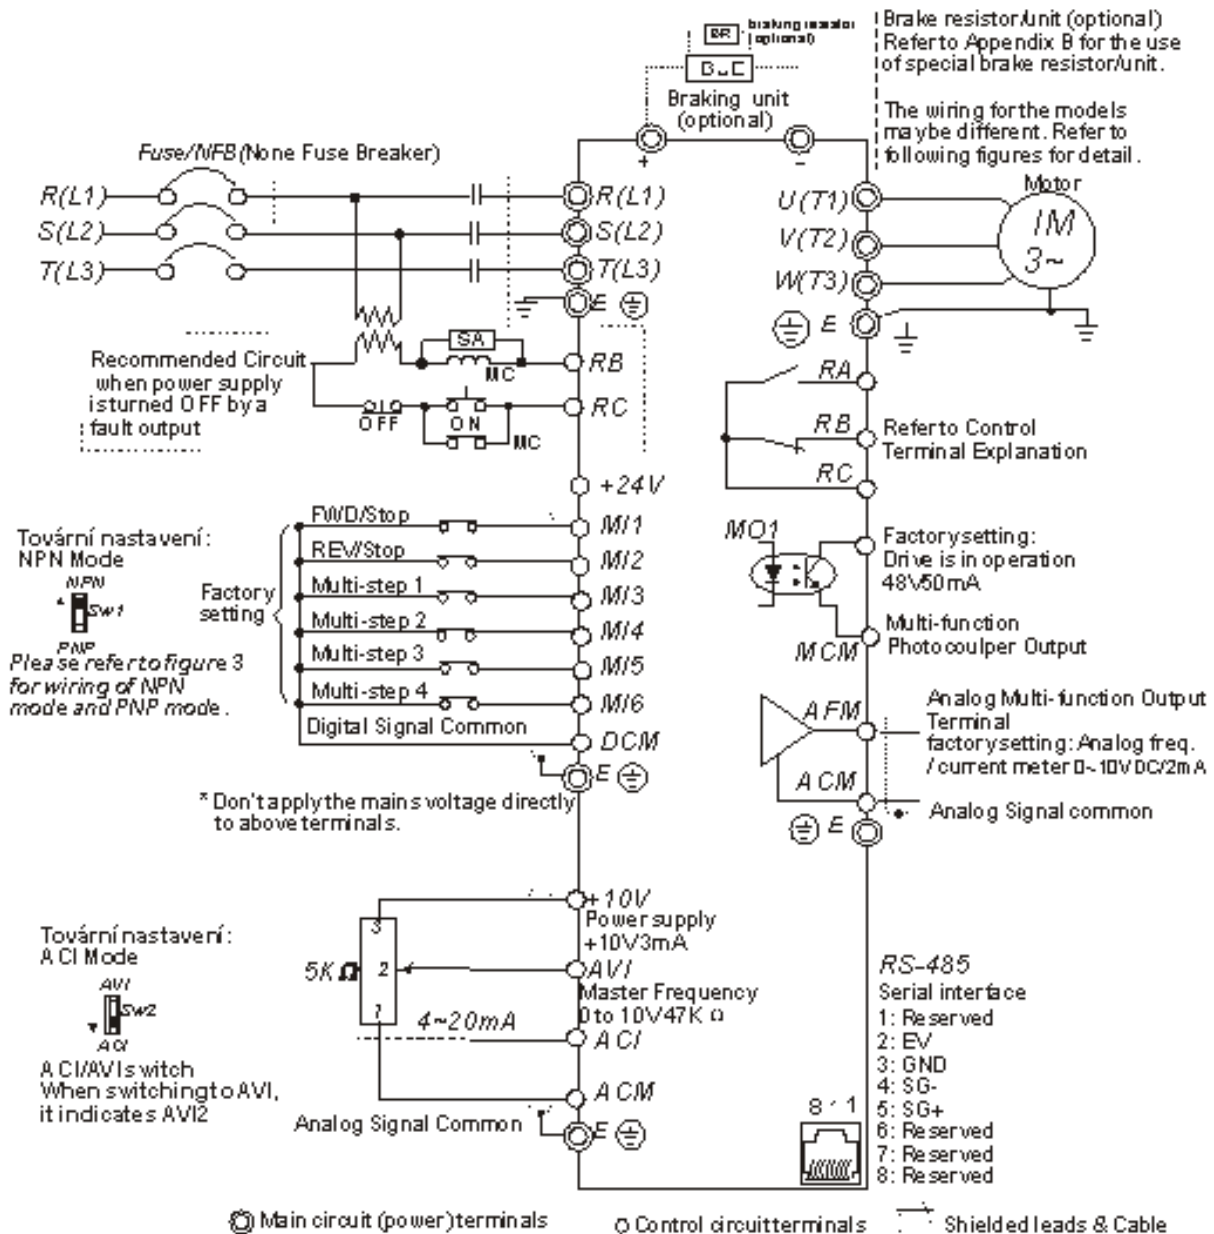 BR
braking resistor
(optional)
BUE
Braking unit
(optional)
Brake resistor/unit (optional)
Refer to Appendix B for the use
of special brake resistor/unit.
The wiring for the models
may be different. Refer to
following figures for detail.
+
-
Fuse/NFB(None Fuse Breaker)
R(L1)
S(L2)
T(L3)
R(L1)
S(L2)
T(L3)
E
U(T1)
V(T2)
W(T3)
E
Motor
IM
3~
Recommended Circuit
when power supply
is turned OFF by a
fault output
SA
MC
RB
OFF
ON
MC
RC
RA
RB
RC
Refer to Control
Terminal Explanation
+24V
FWD/Stop
MI1
REV/Stop
MI2
Multi-step 1
MI3
Multi-step 2
MI4
Multi-step 3
MI5
Multi-step 4
MI6
Digital Signal Common
DCM
E
Factory
setting
Tovární nastavení:
NPN Mode
NPN
Sw1
PNP
Please refer to figure 3
for wiring of NPN
mode and PNP mode.
* Don't apply the mains voltage directly
to above terminals.
MO1
Factory setting:
Drive is in operation
48V50mA
Multi-function
Photocoulper Output
MCM
AFM
Analog Multi-function Output
Terminal
factory setting: Analog freq.
/ current meter 0~10VDC/2mA
ACM
Analog Signal common
E
Tovární nastavení:
ACI Mode
AVI
Sw2
ACI
ACI/AVI switch
When switching to AVI,
it indicates AVI2
3
2
1
5KΩ
+10V
Power supply
+10V3mA
AVI
Master Frequency
0 to 10V47KΩ
4~20mA
ACI
ACM
Analog Signal Common
E
RS-485
Serial interface
1: Reserved
2: EV
3: GND
4: SG-
5: SG+
6: Reserved
7: Reserved
8: Reserved
8
1
Main circuit (power) terminals
Control circuit terminals
Shielded leads & Cable